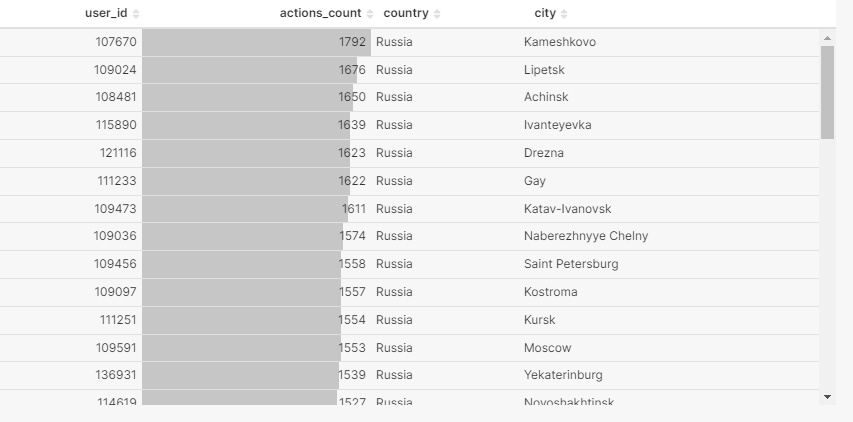 user_id actions_count country city
107670 1792 Russia Kameshkovo
109024 1676 Russia Lipetsk
108481 1650 Russia Achinsk
115890 1639 Russia Ivanteyevka
121116 1623 Russia Drezna
111233 1622 Russia Gay
109473 1611 Russia Katav-Ivanovsk
109036 1574 Russia Naberezhnyye Chelny
109456 1558 Russia Saint Petersburg
109097 1557 Russia Kostroma
111251 1554 Russia Kursk
109591 1553 Russia Moscow
136931 1539 Russia Yekaterinburg
114619 1527 Russia Novoshakhtinsk